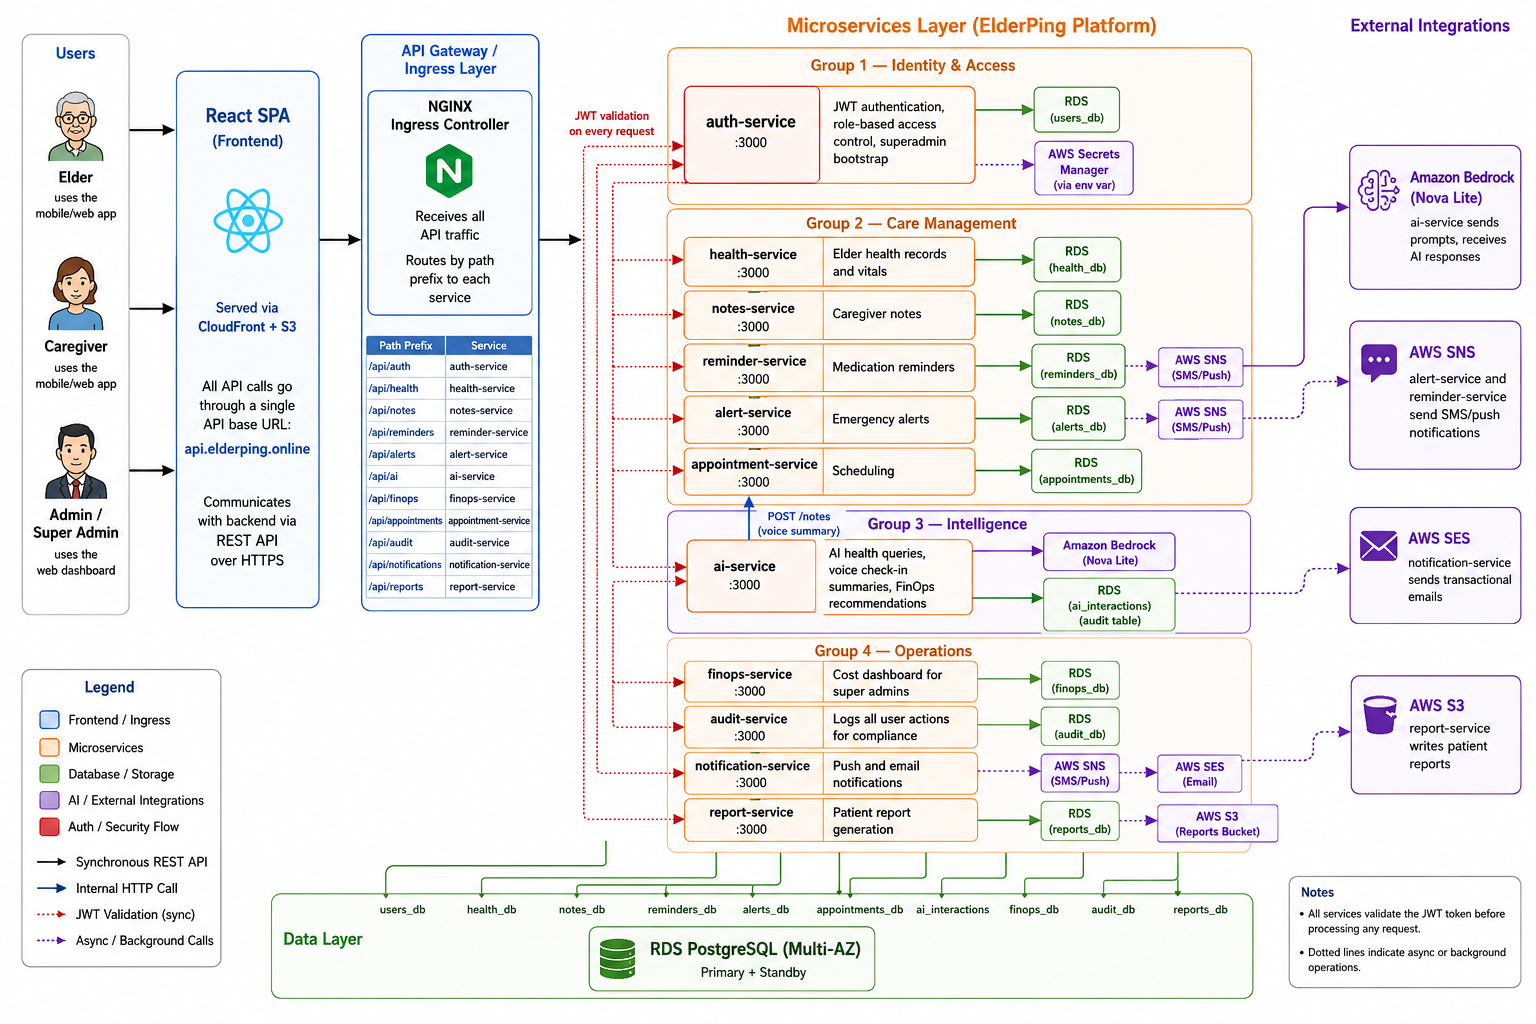 Users
Elder
uses the
mobile/web app
Caregiver
uses the
mobile/web app
Admin /
Super Admin
uses the
web dashboard
React SPA
(Frontend)
Served via
CloudFront + S3
All API calls go
through a single
API base URL:
api.elderping.online
Communicates
with backend via
REST API
over HTTPS
API Gateway /
Ingress Layer
NGINX
Ingress Controller
N
Receives all
API traffic
Routes by path
prefix to each
service
Path Prefix Service
/api/auth auth-service
/api/health health-service
/api/notes notes-service
/api/reminders reminder-service
/api/alerts alert-service
/api/ai ai-service
/api/finops finops-service
/api/appointments appointment-service
/api/audit audit-service
/api/notifications notification-service
/api/reports report-service
JWT validation
on every request
Microservices Layer (ElderPing Platform)
Group 1 — Identity & Access
auth-service
:3000
JWT authentication,
role-based access
control, superadmin
bootstrap
RDS
(users_db)
AWS Secrets
Manager
(via env var)
Group 2 — Care Management
health-service
:3000
Elder health records
and vitals
RDS
(health_db)
notes-service
:3000
Caregiver notes
RDS
(notes_db)
reminder-service
:3000
Medication reminders
RDS
(reminders_db)
AWS SNS
(SMS/Push)
alert-service
:3000
Emergency alerts
RDS
(alerts_db)
AWS SNS
(SMS/Push)
appointment-service
:3000
Scheduling
RDS
(appointments_db)
POST /notes
(voice summary)
Group 3 — Intelligence
ai-service
:3000
AI health queries,
voice check-in
summaries, FinOps
recommendations
Amazon Bedrock
(Nova Lite)
RDS
(ai_interactions)
(audit table)
Group 4 — Operations
finops-service
:3000
Cost dashboard for
super admins
RDS
(finops_db)
audit-service
:3000
Logs all user actions
for compliance
RDS
(audit_db)
notification-service
:3000
Push and email
notifications
AWS SNS
(SMS/Push)
AWS SES
(Email)
report-service
:3000
Patient report
generation
RDS
(reports_db)
AWS S3
(Reports Bucket)
External Integrations
Amazon Bedrock
(Nova Lite)
ai-service sends
prompts, receives
AI responses
AWS SNS
alert-service and
reminder-service
send SMS/push
notifications
AWS SES
notification-service
sends transactional
emails
AWS S3
report-service
writes patient
reports
Legend
Frontend / Ingress
Microservices
Database / Storage
AI / External Integrations
Auth / Security Flow
Synchronous REST API
Internal HTTP Call
JWT Validation (sync)
Async / Background Calls
users_db health_db notes_db reminders_db alerts_db appointments_db ai_interactions finops_db audit_db reports_db
Data Layer
RDS PostgreSQL (Multi-AZ)
Primary + Standby
Notes
• All services validate the JWT token before
processing any request.
• Dotted lines indicate async or background
operations.